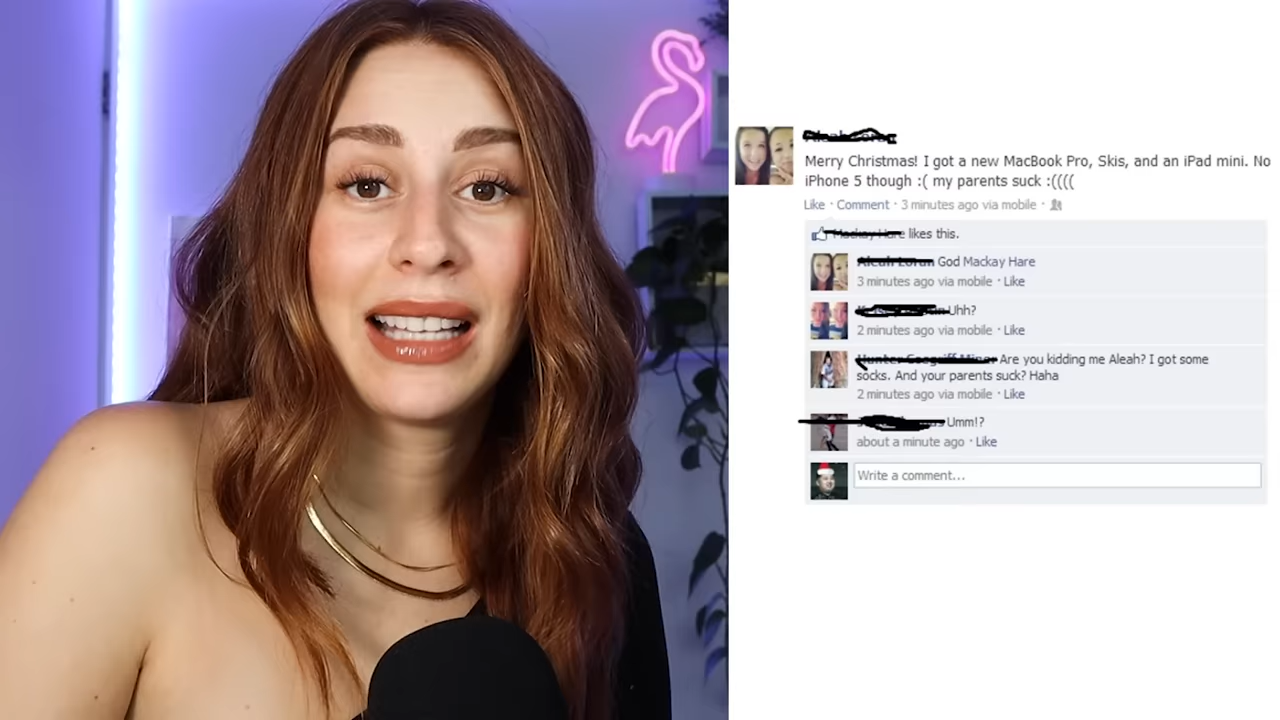 Merry Christmas! I got a new MacBook Pro, Skis, and an iPad mini. No
iPhone 5 though :( my parents suck :((((
Like · Comment · 3 minutes ago via mobile ·
likes this.
God Mackay Hare
3 minutes ago via mobile · Like
Uhh?
2 minutes ago via mobile · Like
Are you kidding me Aleah? I got some
socks. And your parents suck? Haha
2 minutes ago via mobile · Like
Umm!?
about a minute ago · Like
Write a comment...